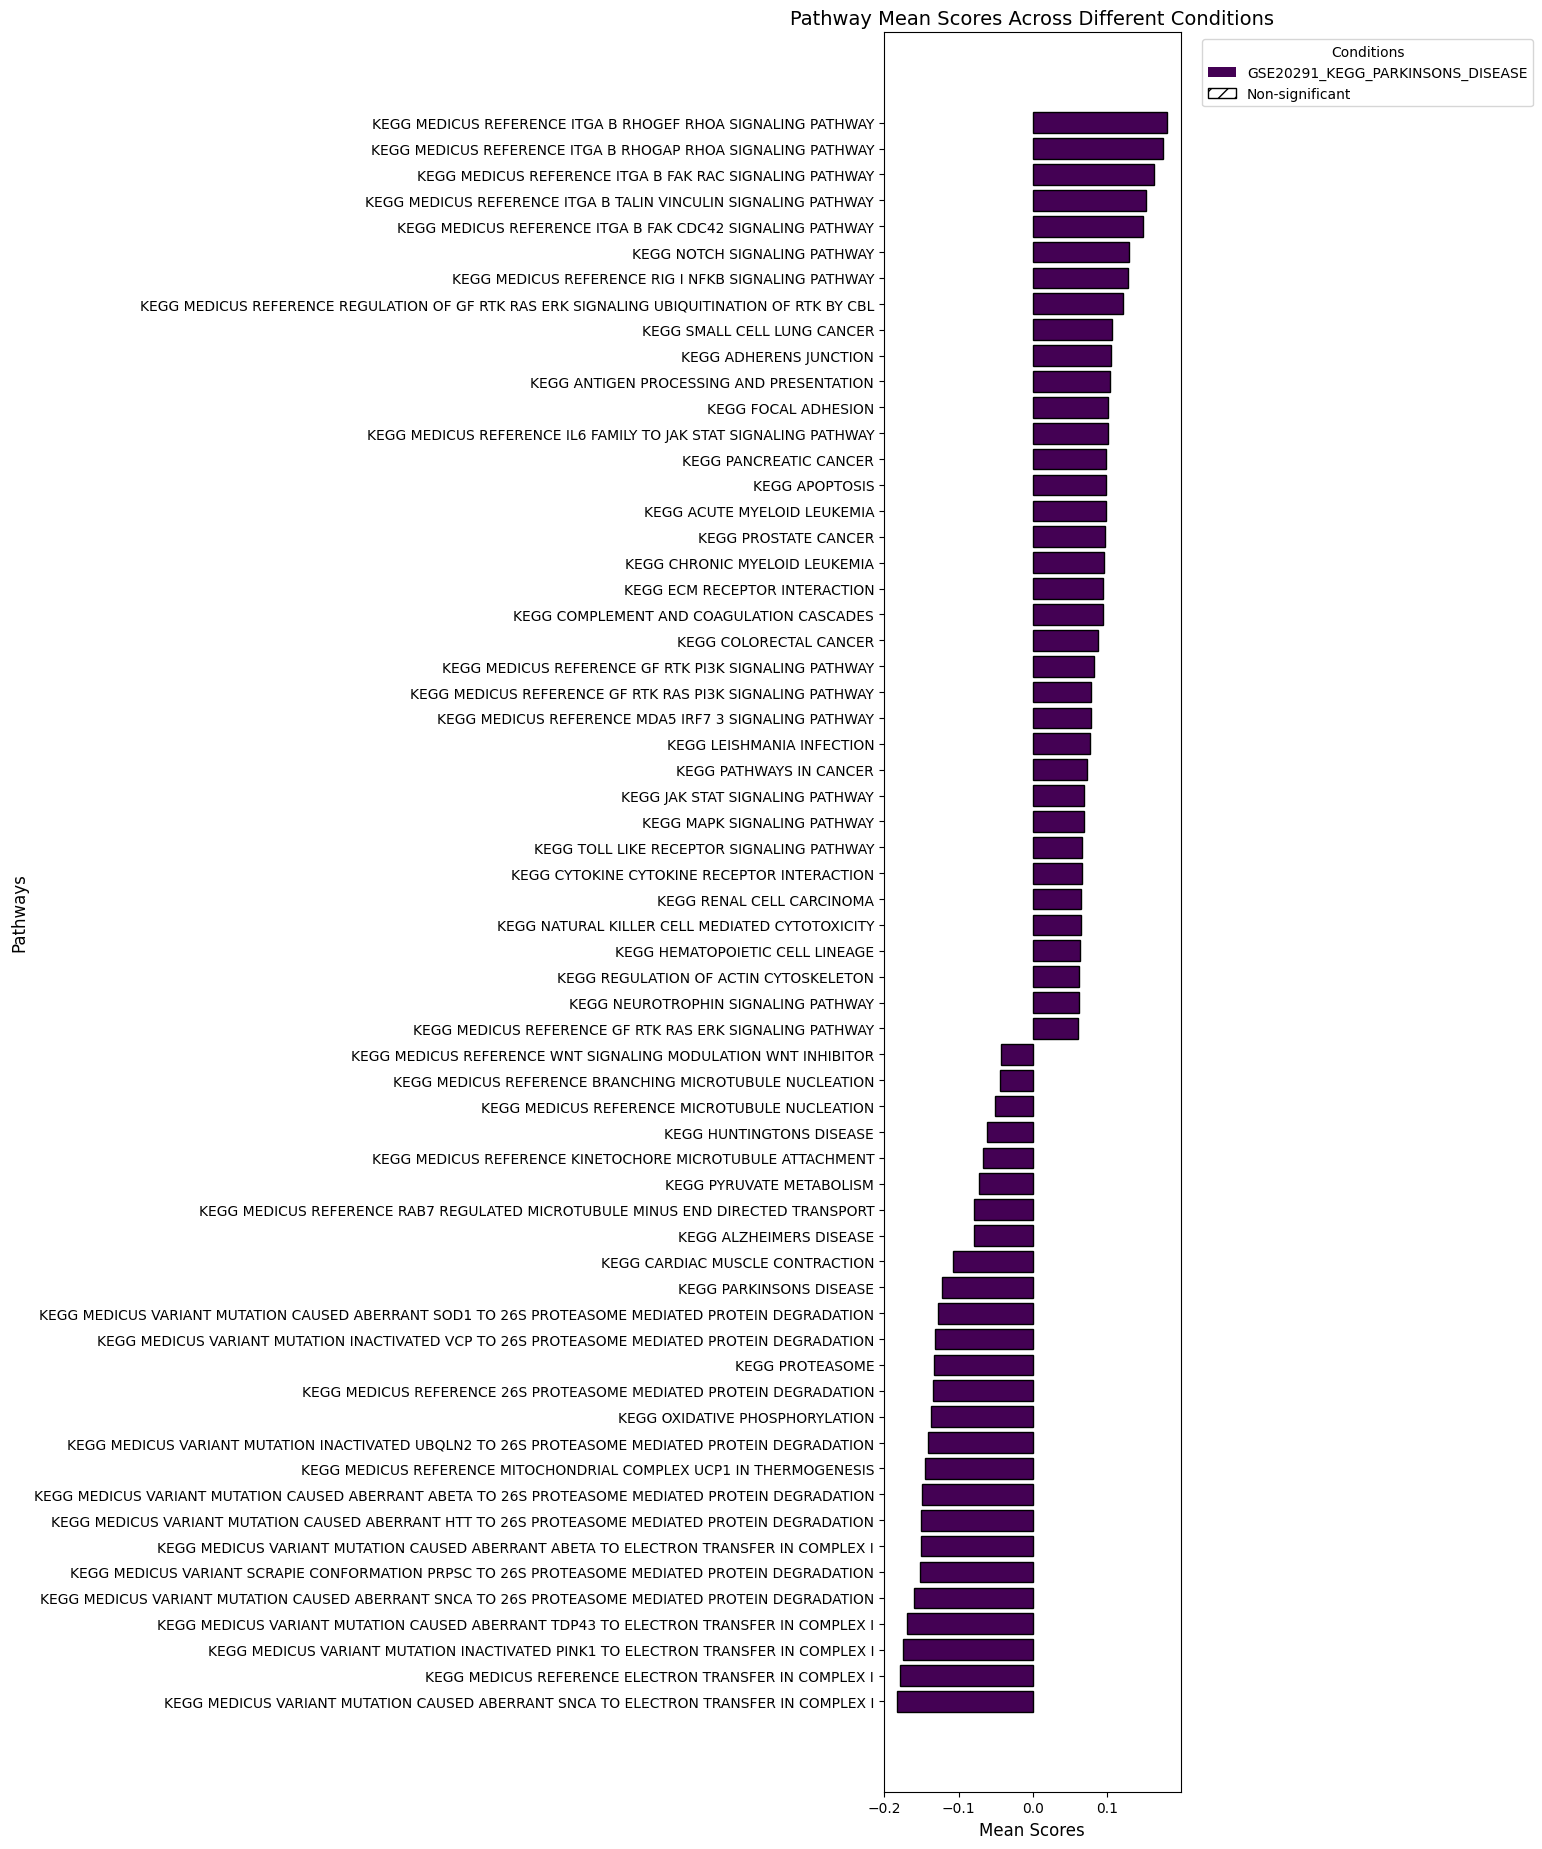 Pathway Mean Scores Across Different Conditions
Conditions
GSE20291_KEGG_PARKINSONS_DISEASE
Non-significant
KEGG MEDICUS REFERENCE ITGA B RHOGEF RHOA SIGNALING PATHWAY
KEGG MEDICUS REFERENCE ITGA B RHOGAP RHOA SIGNALING PATHWAY
KEGG MEDICUS REFERENCE ITGA B FAK RAC SIGNALING PATHWAY
KEGG MEDICUS REFERENCE ITGA B TALIN VINCULIN SIGNALING PATHWAY
KEGG MEDICUS REFERENCE ITGA B FAK CDC42 SIGNALING PATHWAY
KEGG NOTCH SIGNALING PATHWAY
KEGG MEDICUS REFERENCE RIG I NFKB SIGNALING PATHWAY
KEGG MEDICUS REFERENCE REGULATION OF GF RTK RAS ERK SIGNALING UBIQUITINATION OF RTK BY CBL
KEGG SMALL CELL LUNG CANCER
KEGG ADHERENS JUNCTION
KEGG ANTIGEN PROCESSING AND PRESENTATION
KEGG FOCAL ADHESION
KEGG MEDICUS REFERENCE IL6 FAMILY TO JAK STAT SIGNALING PATHWAY
KEGG PANCREATIC CANCER
KEGG APOPTOSIS
KEGG ACUTE MYELOID LEUKEMIA
KEGG PROSTATE CANCER
KEGG CHRONIC MYELOID LEUKEMIA
KEGG ECM RECEPTOR INTERACTION
KEGG COMPLEMENT AND COAGULATION CASCADES
KEGG COLORECTAL CANCER
KEGG MEDICUS REFERENCE GF RTK PI3K SIGNALING PATHWAY
KEGG MEDICUS REFERENCE GF RTK RAS PI3K SIGNALING PATHWAY
KEGG MEDICUS REFERENCE MDA5 IRF7 3 SIGNALING PATHWAY
KEGG LEISHMANIA INFECTION
KEGG PATHWAYS IN CANCER
KEGG JAK STAT SIGNALING PATHWAY
KEGG MAPK SIGNALING PATHWAY
KEGG TOLL LIKE RECEPTOR SIGNALING PATHWAY
KEGG CYTOKINE CYTOKINE RECEPTOR INTERACTION
KEGG RENAL CELL CARCINOMA
KEGG NATURAL KILLER CELL MEDIATED CYTOTOXICITY
KEGG HEMATOPOIETIC CELL LINEAGE
KEGG REGULATION OF ACTIN CYTOSKELETON
KEGG NEUROTROPHIN SIGNALING PATHWAY
KEGG MEDICUS REFERENCE GF RTK RAS ERK SIGNALING PATHWAY
KEGG MEDICUS REFERENCE WNT SIGNALING MODULATION WNT INHIBITOR
KEGG MEDICUS REFERENCE BRANCHING MICROTUBULE NUCLEATION
KEGG MEDICUS REFERENCE MICROTUBULE NUCLEATION
KEGG HUNTINGTONS DISEASE
KEGG MEDICUS REFERENCE KINETOCHORE MICROTUBULE ATTACHMENT
KEGG PYRUVATE METABOLISM
KEGG MEDICUS REFERENCE RAB7 REGULATED MICROTUBULE MINUS END DIRECTED TRANSPORT
KEGG ALZHEIMERS DISEASE
KEGG CARDIAC MUSCLE CONTRACTION
KEGG PARKINSONS DISEASE
KEGG MEDICUS VARIANT MUTATION CAUSED ABERRANT SOD1 TO 26S PROTEASOME MEDIATED PROTEIN DEGRADATION
KEGG MEDICUS VARIANT MUTATION INACTIVATED VCP TO 26S PROTEASOME MEDIATED PROTEIN DEGRADATION
KEGG PROTEASOME
KEGG MEDICUS REFERENCE 26S PROTEASOME MEDIATED PROTEIN DEGRADATION
KEGG OXIDATIVE PHOSPHORYLATION
KEGG MEDICUS VARIANT MUTATION INACTIVATED UBQLN2 TO 26S PROTEASOME MEDIATED PROTEIN DEGRADATION
KEGG MEDICUS REFERENCE MITOCHONDRIAL COMPLEX UCP1 IN THERMOGENESIS
KEGG MEDICUS VARIANT MUTATION CAUSED ABERRANT ABETA TO 26S PROTEASOME MEDIATED PROTEIN DEGRADATION
KEGG MEDICUS VARIANT MUTATION CAUSED ABERRANT HTT TO 26S PROTEASOME MEDIATED PROTEIN DEGRADATION
KEGG MEDICUS VARIANT MUTATION CAUSED ABERRANT ABETA TO ELECTRON TRANSFER IN COMPLEX I
KEGG MEDICUS VARIANT SCRAPIE CONFORMATION PRPSC TO 26S PROTEASOME MEDIATED PROTEIN DEGRADATION
KEGG MEDICUS VARIANT MUTATION CAUSED ABERRANT SNCA TO 26S PROTEASOME MEDIATED PROTEIN DEGRADATION
KEGG MEDICUS VARIANT MUTATION CAUSED ABERRANT TDP43 TO ELECTRON TRANSFER IN COMPLEX I
KEGG MEDICUS VARIANT MUTATION INACTIVATED PINK1 TO ELECTRON TRANSFER IN COMPLEX I
KEGG MEDICUS REFERENCE ELECTRON TRANSFER IN COMPLEX I
KEGG MEDICUS VARIANT MUTATION CAUSED ABERRANT SNCA TO ELECTRON TRANSFER IN COMPLEX I
Pathways
−0.2 −0.1 0.0 0.1
Mean Scores